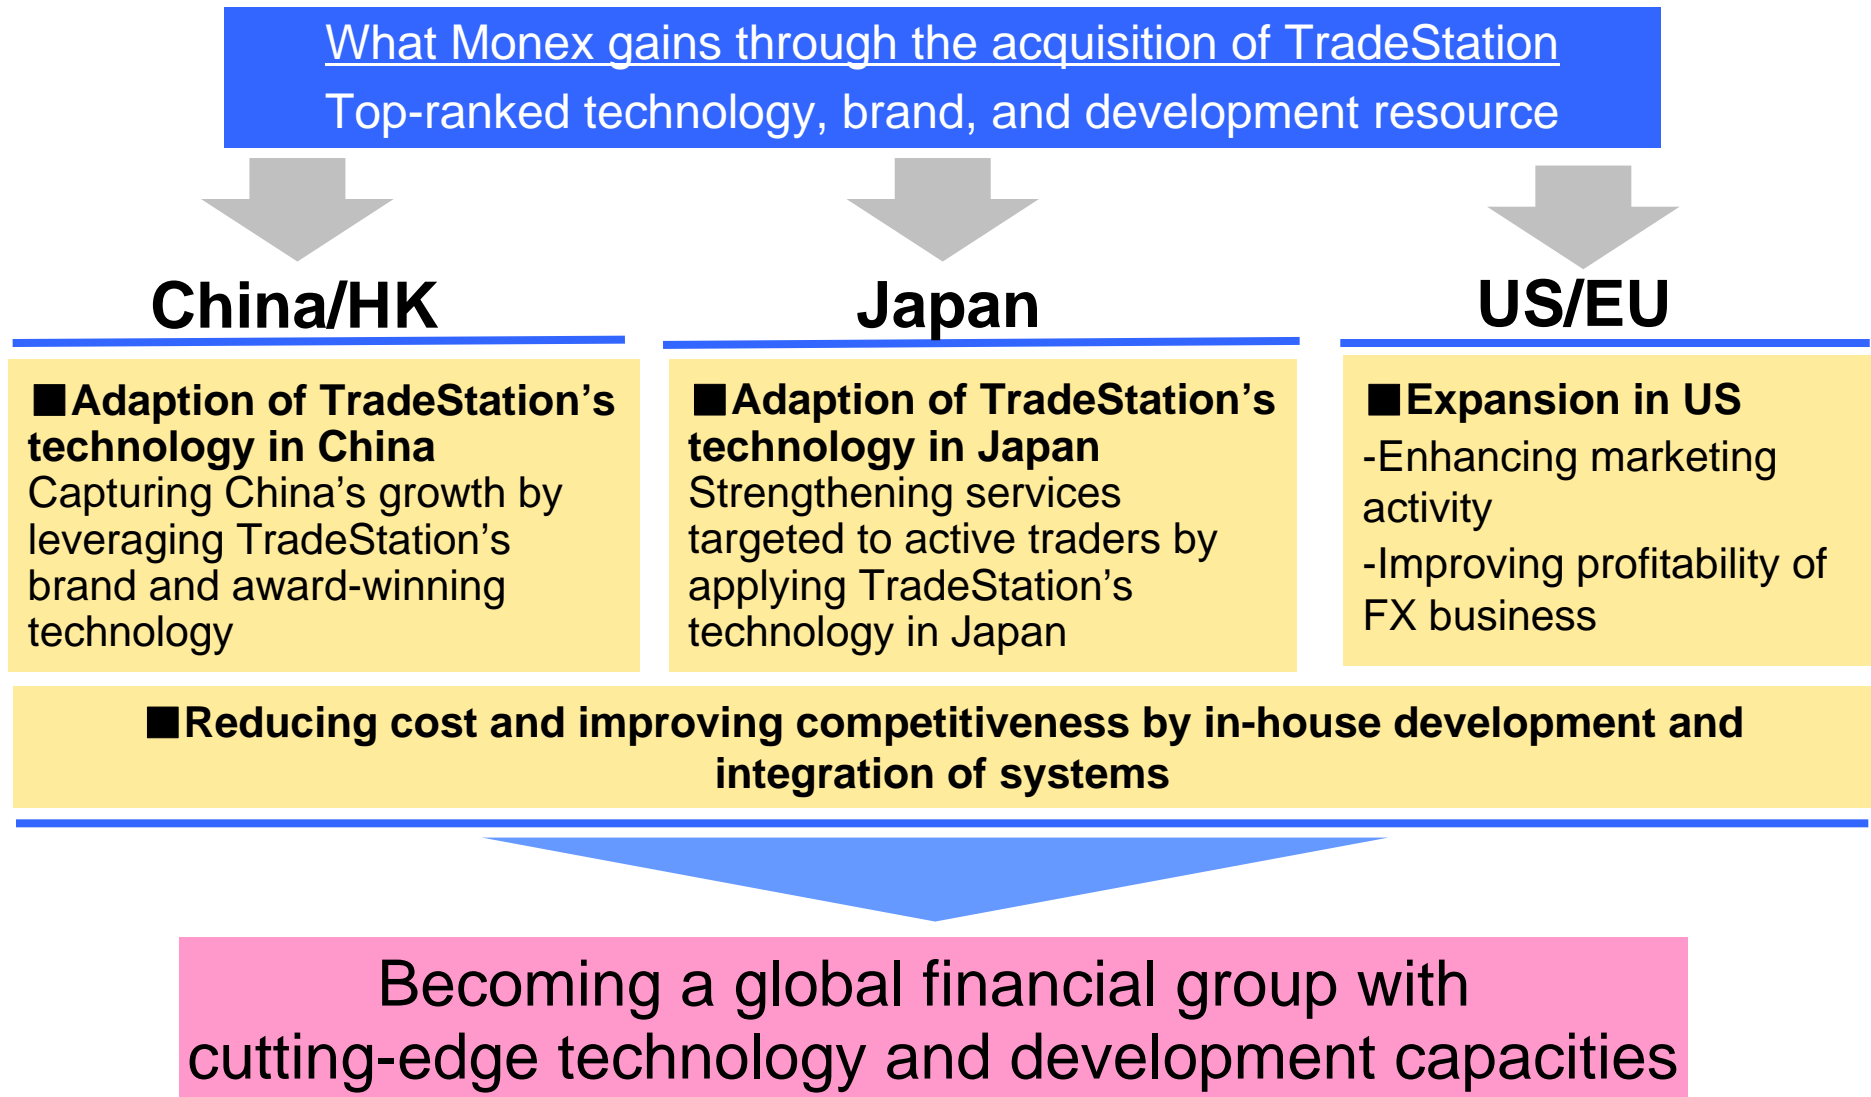 What Monex gains through the acquisition of TradeStation
Top-ranked technology, brand, and development resource
China/HK
■Adaption of TradeStation's
technology in China
Capturing China's growth by
leveraging TradeStation's
brand and award-winning
technology
Japan
■Adaption of TradeStation's
technology in Japan
Strengthening services
targeted to active traders by
applying TradeStation's
technology in Japan
US/EU
■Expansion in US
-Enhancing marketing
activity
-Improving profitability of
FX business
■Reducing cost and improving competitiveness by in-house development and
integration of systems
Becoming a global financial group with
cutting-edge technology and development capacities